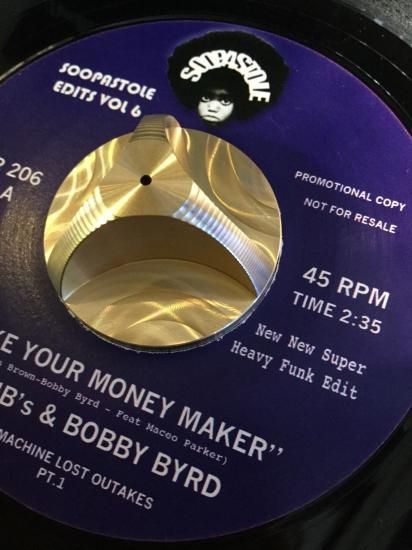 SOOPASTOLE
EDITS VOL 6
SOOPASTOLE
206
A
PROMOTIONAL COPY
NOT FOR RESALE
45 RPM
TIME 2:35
New New Super
Heavy Funk Edit
YOUR MONEY MAKER"
Brown-Bobby Byrd - Feat Maceo Parker)
& BOBBY BYRD
MACHINE LOST OUTAKES
PT.1